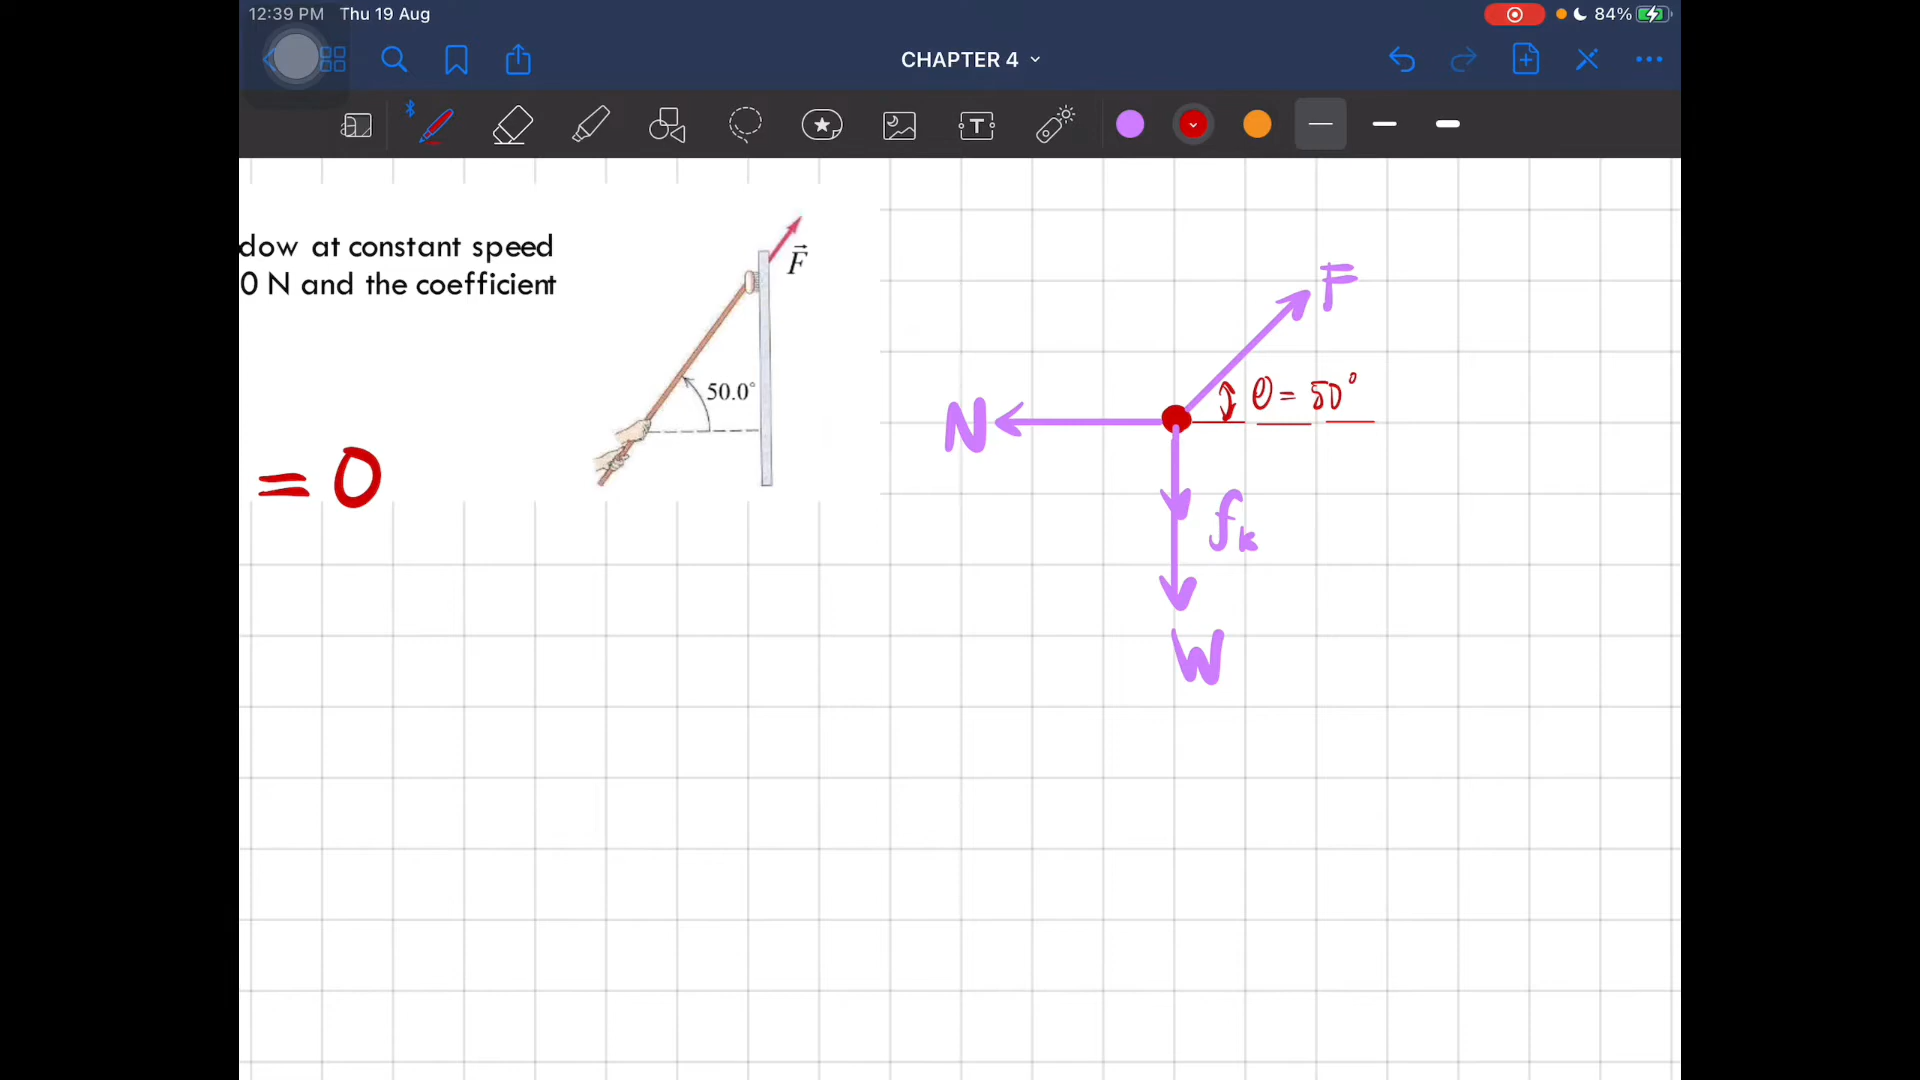 12:39 PM Thu 19 Aug
84%
CHAPTER 4
T
dow at constant speed
0 N and the coefficient
F
50.0°
= 0
F
θ = 50°
N
fk
W